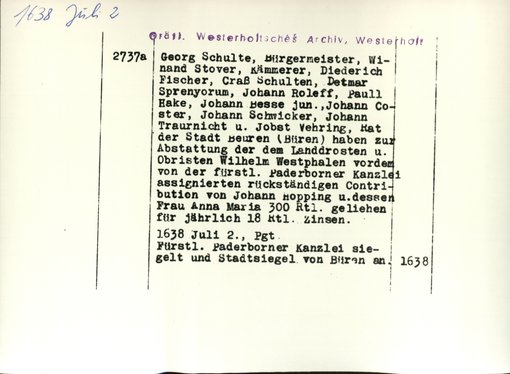 1638 Juli 2
Gräfl. Westerholtsches Archiv, Westerholt
2737a Georg Schulte, Bürgermeister, Wi-
nand Stover, Kämmerer, Diederich
Fischer, Craß Schulten, Detmar
Sprenyorum, Johann Roleff, Paull
Hake, Johann Besse jun.,Johann Co-
ster, Johann Schwicker, Johann
Traurnicht u. Jobst Vehring, Rat
der Stadt Beuren (Büren) haben zur
Abstattung der dem Landdrosten u.
Obristen Wilhelm Westphalen vordem
von der fürstl. Paderborner Kanzlei
assignierten rückständigen Contri-
bution von Johann Hopping u.dessen
Frau Anna Maria 300 Rtl. geliehen
für jährlich 18 Rtl. Zinsen.
1638 Juli 2., Pgt
Fürstl. Paderborner Kanzlei sie-
gelt und Stadtsiegel von Büren an. 1638